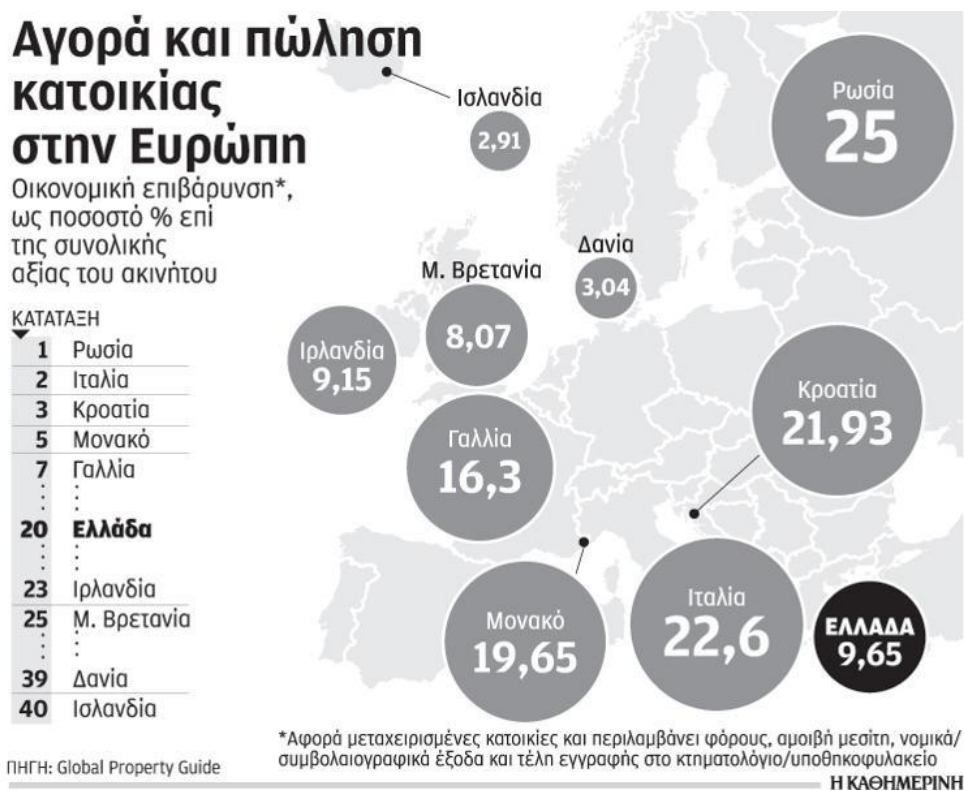 Αγορά και πώληση
κατοικίας
στην Ευρώπη
Οικονομική επιβάρυνση*,
ως ποσοστό % επί
της συνολικής
αξίας του ακινήτου
ΚΑΤΑΤΑΞΗ
1 Ρωσία
2 Ιταλία
3 Κροατία
5 Μονακό
7 Γαλλία
20 Ελλάδα
23 Ιρλανδία
25 Μ. Βρετανία
39 Δανία
40 Ισλανδία
Ισλανδία
2,91
Ρωσία
25
Δανία
3,04
Μ. Βρετανία
8,07
Ιρλανδία
9,15
Κροατία
21,93
Γαλλία
16,3
Μονακό
19,65
Ιταλία
22,6
ΕΛΛΑΔΑ
9,65
*Αφορά μεταχειρισμένες κατοικίες και περιλαμβάνει φόρους, αμοιβή μεσίτη, νομικά/
συμβολαιογραφικά έξοδα και τέλη εγγραφής στο κτηματολόγιο/υποθηκοφυλακείο
ΠΗΓΗ: Global Property Guide
Η ΚΑΘΗΜΕΡΙΝΗ